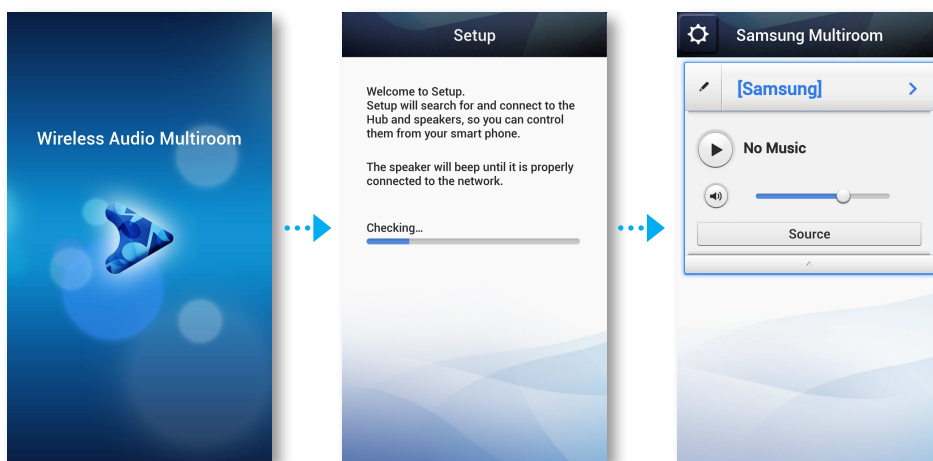 Wireless Audio Multiroom
Setup
Welcome to Setup.
Setup will search for and connect to the
Hub and speakers, so you can control
them from your smart phone.
The speaker will beep until it is properly
connected to the network.
Checking...
Samsung Multiroom
[Samsung]
No Music
Source